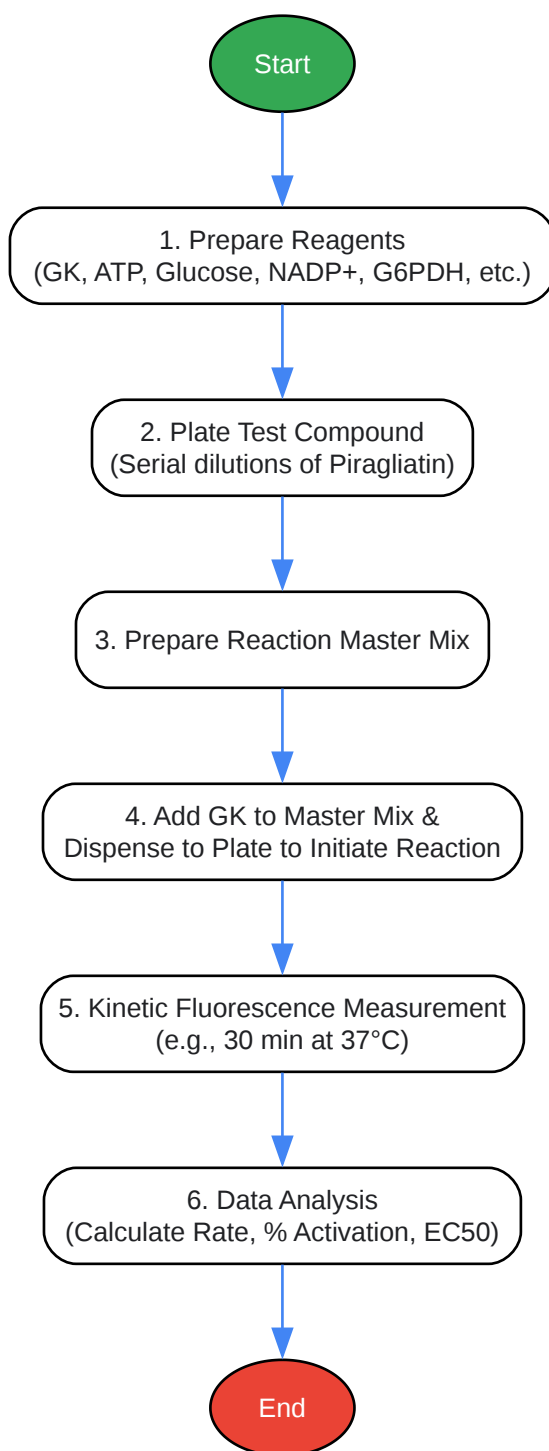 Start
1. Prepare Reagents
(GK, ATP, Glucose, NADP+, G6PDH, etc.)
2. Plate Test Compound
(Serial dilutions of Piragliatin)
3. Prepare Reaction Master Mix
4. Add GK to Master Mix &
Dispense to Plate to Initiate Reaction
5. Kinetic Fluorescence Measurement
(e.g., 30 min at 37°C)
6. Data Analysis
(Calculate Rate, % Activation, EC50)
End